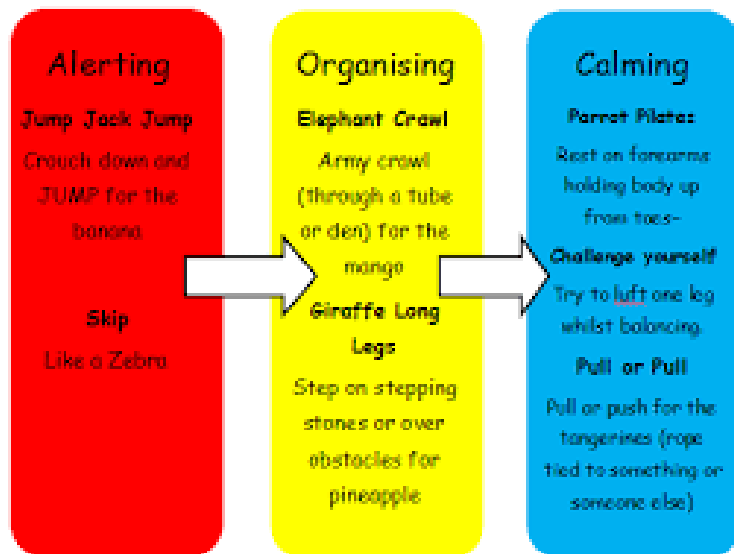 Alerting
Jump Jack Jump
Crouch down and
JUMP for the
banana
Skip
Like a Zebra
Organising
Elephant Crawl
Army crawl
(through a tube
or den) for the
mango
Giraffe Long
Legs
Step on stepping
stones or over
obstacles for
pineapple
Calming
Parrot Pilates
Rest on forearms
holding body up
from toes-
Challenge yourself
Try to luft one leg
whilst balancing.
Pull or Pull
Pull or push for the
tangerines (rope
tied to something or
someone else)